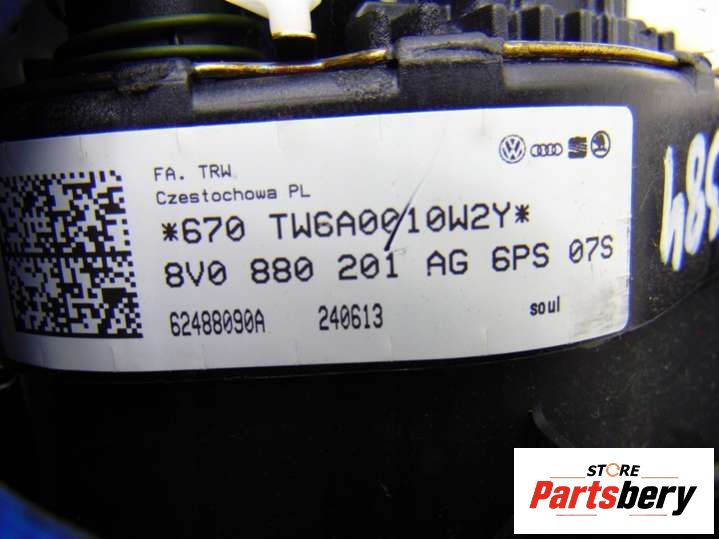 FA. TRW
Czestochowa PL
*670 TW6A0010W2Y*
8V0 880 201 AG 6PS 07S
62488090A 240613 soul
STORE
Partsbery